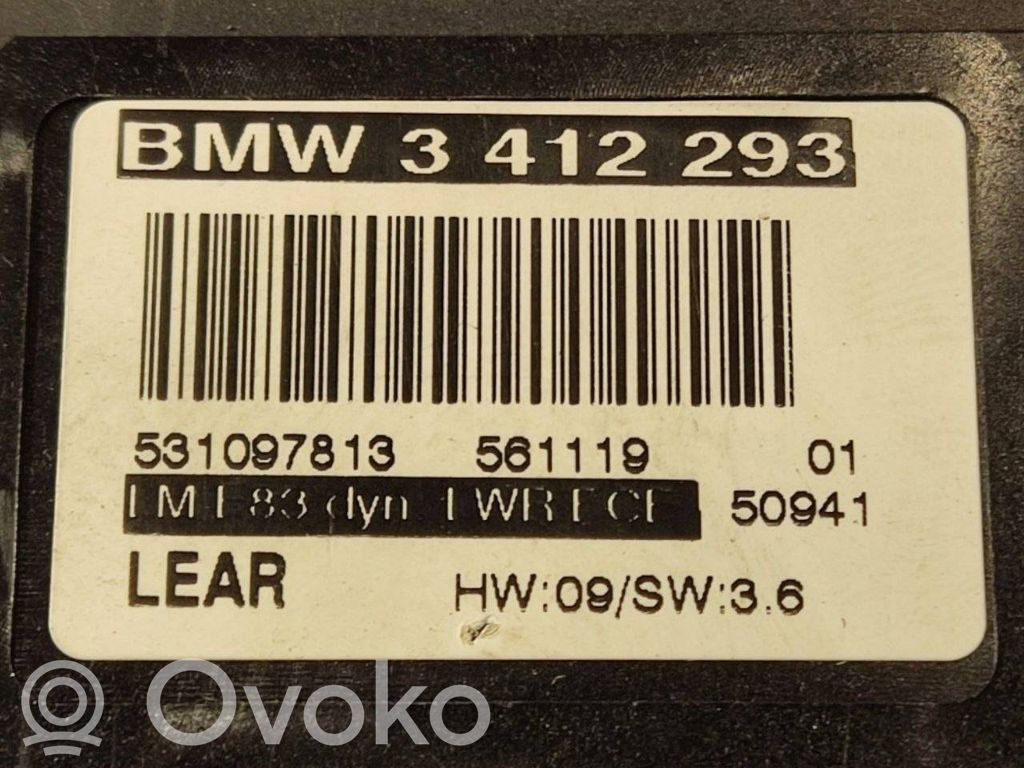 BMW 3 412 293
531097813 561119 01
LM E83 dyn. LWR ECE 50941
LEAR HW:09/SW:3.6
Ovoko